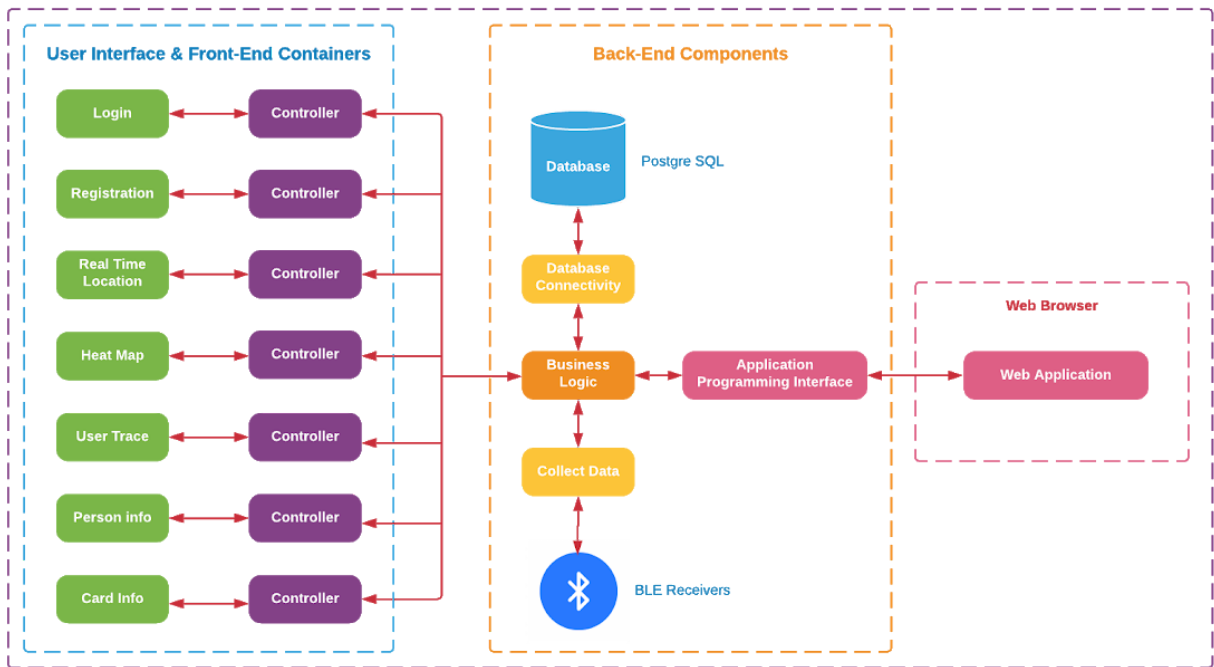 User Interface & Front-End Containers
Login
Controller
Registration
Controller
Real Time
Location
Controller
Heat Map
Controller
User Trace
Controller
Person info
Controller
Card Info
Controller
Back-End Components
Database
Postgre SQL
Database
Connectivity
Business
Logic
Application
Programming Interface
Collect Data
BLE Receivers
Web Browser
Web Application